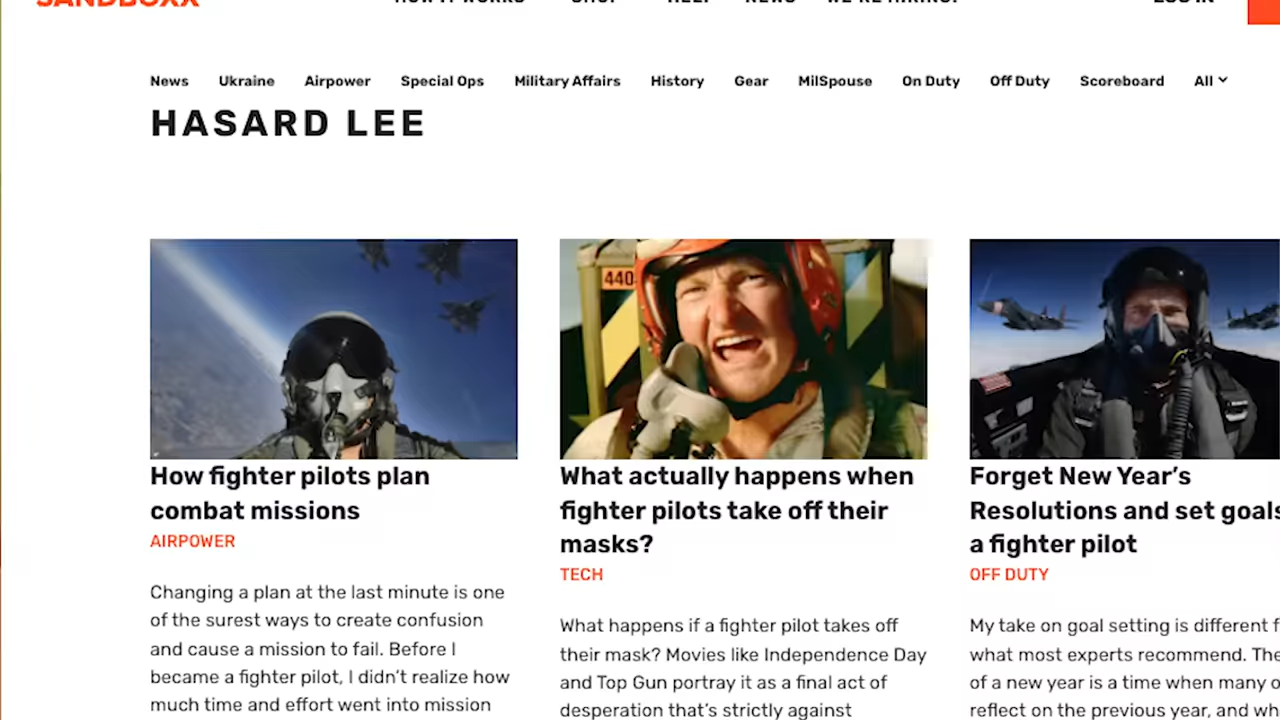 SANDBOXX
HOW IT WORKS SHOP HELP NEWS WE'RE HIRING! LOG IN
News Ukraine Airpower Special Ops Military Affairs History Gear MilSpouse On Duty Off Duty Scoreboard All
HASARD LEE
440
How fighter pilots plan
combat missions
AIRPOWER
Changing a plan at the last minute is one
of the surest ways to create confusion
and cause a mission to fail. Before I
became a fighter pilot, I didn't realize how
much time and effort went into mission
What actually happens when
fighter pilots take off their
masks?
TECH
What happens if a fighter pilot takes off
their mask? Movies like Independence Day
and Top Gun portray it as a final act of
desperation that's strictly against
Forget New Year's
Resolutions and set goals
a fighter pilot
OFF DUTY
My take on goal setting is different f
what most experts recommend. The
of a new year is a time when many o
reflect on the previous year, and wh